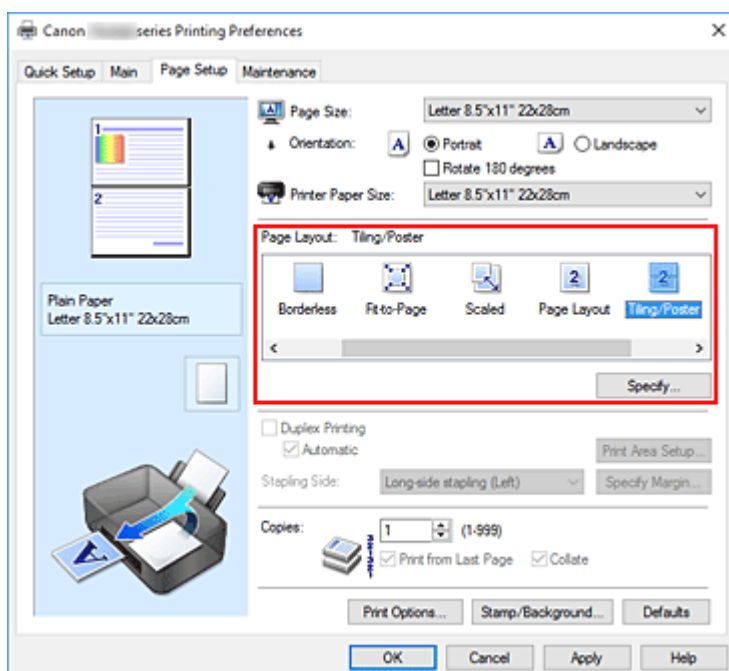 Canon series Printing Preferences
Quick Setup Main Page Setup Maintenance
1
2
Plain Paper
Letter 8.5"x11" 22x28cm
A
Page Size: Letter 8.5"x11" 22x28cm
Orientation: A Portrait A Landscape
Rotate 180 degrees
Printer Paper Size: Letter 8.5"x11" 22x28cm
Page Layout: Tiling/Poster
2 2
Borderless Fit-to-Page Scaled Page Layout Tiling/Poster
Specify...
Duplex Printing
Automatic Print Area Setup...
Stapling Side: Long-side stapling (Left) Specify Margin...
Copies: 1 (1-999)
Print from Last Page Collate
Print Options... Stamp/Background... Defaults
OK Cancel Apply Help